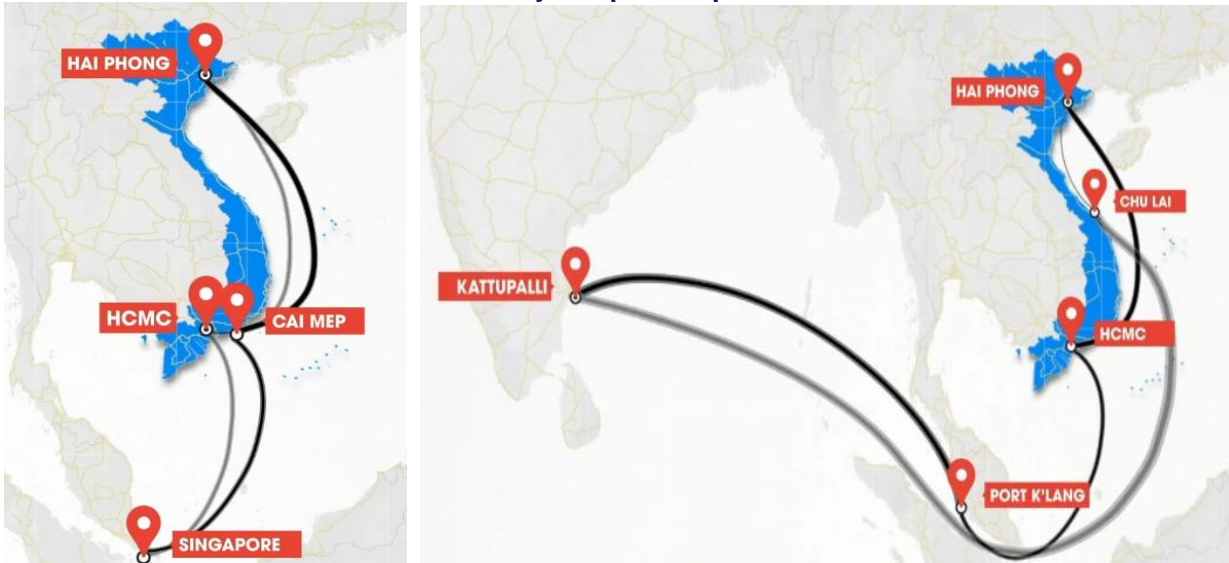 HAI PHONG
HCMC
CAI MEP
SINGAPORE
HAI PHONG
CHU LAI
KATTUPALLI
HCMC
PORT K'LANG